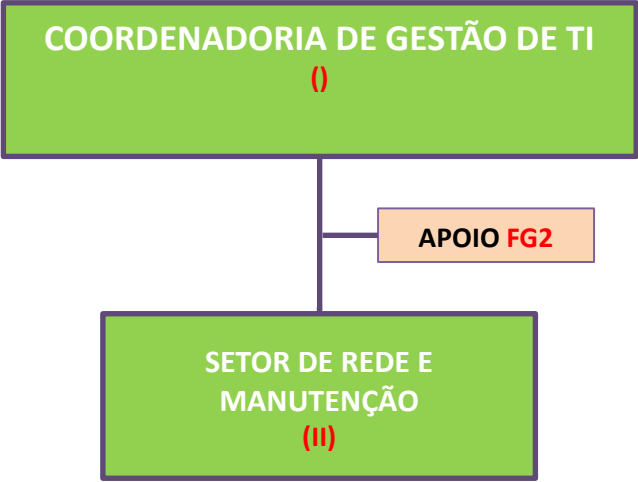 COORDENADORIA DE GESTÃO DE TI
()
APOIO FG2
SETOR DE REDE E
MANUTENÇÃO
(II)